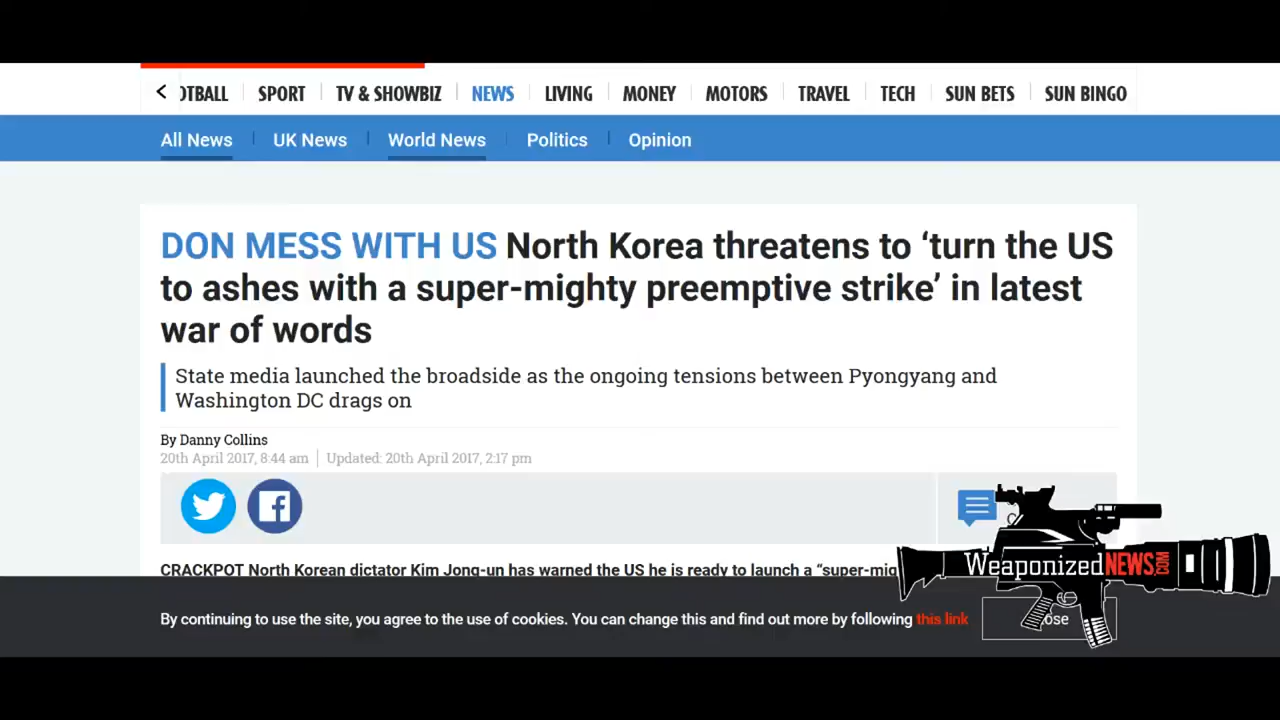 OTBALL SPORT TV & SHOWBIZ NEWS LIVING MONEY MOTORS TRAVEL TECH SUN BETS SUN BINGO
All News UK News World News Politics Opinion
DON MESS WITH US North Korea threatens to ‘turn the US
to ashes with a super-mighty preemptive strike’ in latest
war of words
State media launched the broadside as the ongoing tensions between Pyongyang and
Washington DC drags on
By Danny Collins
20th April 2017, 8:44 am Updated: 20th April 2017, 2:17 pm
CRACKPOT North Korean dictator Kim Jong-un has warned the US he is ready to launch a “super-mig
WeaponizedNEWS.COM
By continuing to use the site, you agree to the use of cookies. You can change this and find out more by following this link
ose